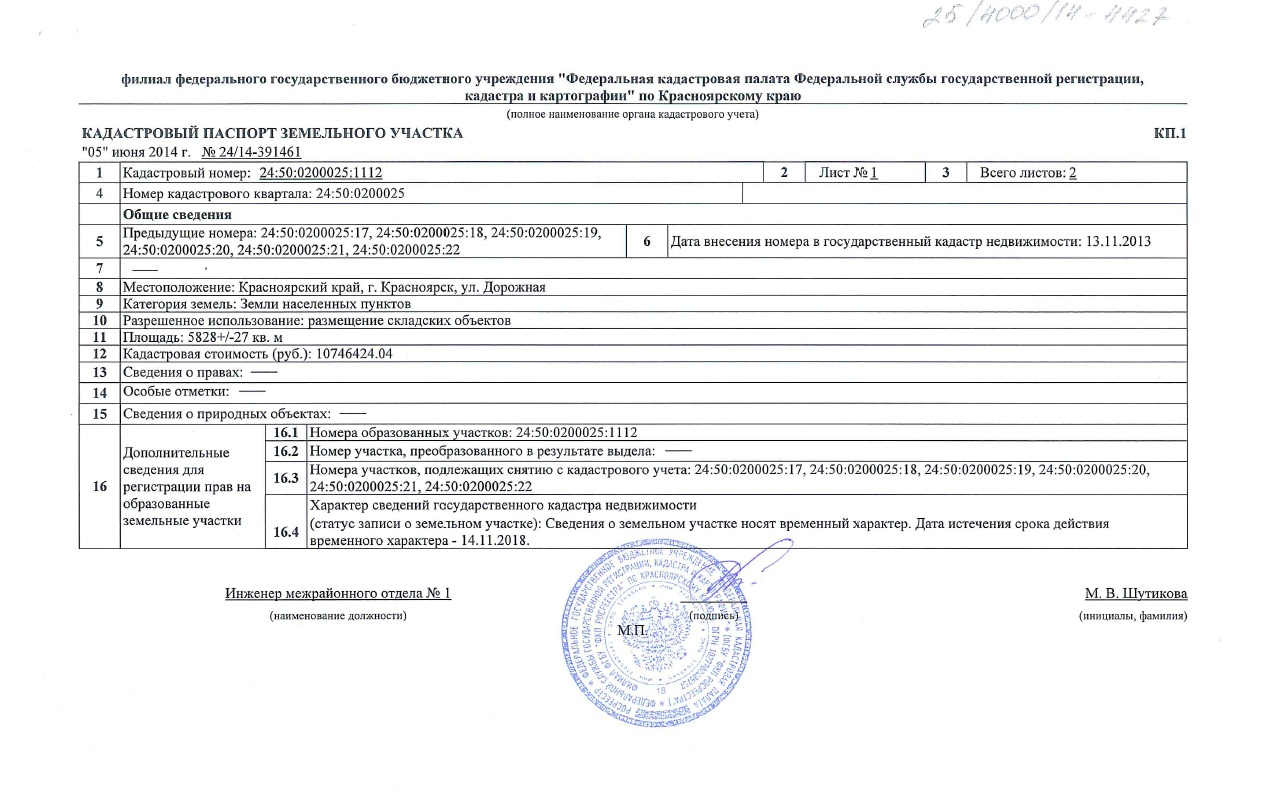 25/4000/14-4427
филиал федерального государственного бюджетного учреждения "Федеральная кадастровая палата Федеральной службы государственной регистрации,
кадастра и картографии" по Красноярскому краю
(полное наименование органа кадастрового учета)
КАДАСТРОВЫЙ ПАСПОРТ ЗЕМЕЛЬНОГО УЧАСТКА КП.1
"05" июня 2014 г. № 24/14-391461
1 Кадастровый номер: 24:50:0200025:1112 2 Лист № 1 3 Всего листов: 2
4 Номер кадастрового квартала: 24:50:0200025
Общие сведения
5 Предыдущие номера: 24:50:0200025:17, 24:50:0200025:18, 24:50:0200025:19,
24:50:0200025:20, 24:50:0200025:21, 24:50:0200025:22
6 Дата внесения номера в государственный кадастр недвижимости: 13.11.2013
7 ——
8 Местоположение: Красноярский край, г. Красноярск, ул. Дорожная
9 Категория земель: Земли населенных пунктов
10 Разрешенное использование: размещение складских объектов
11 Площадь: 5828+/-27 кв. м
12 Кадастровая стоимость (руб.): 10746424.04
13 Сведения о правах: ——
14 Особые отметки: ——
15 Сведения о природных объектах: ——
16 Дополнительные
сведения для
регистрации прав на
образованные
земельные участки
16.1 Номера образованных участков: 24:50:0200025:1112
16.2 Номер участка, преобразованного в результате выдела: ——
16.3 Номера участков, подлежащих снятию с кадастрового учета: 24:50:0200025:17, 24:50:0200025:18, 24:50:0200025:19, 24:50:0200025:20,
24:50:0200025:21, 24:50:0200025:22
16.4 Характер сведений государственного кадастра недвижимости
(статус записи о земельном участке): Сведения о земельном участке носят временный характер. Дата истечения срока действия
временного характера - 14.11.2018.
Инженер межрайонного отдела № 1 М. В. Шутикова
(наименование должности) (подпись) (инициалы, фамилия)
М.П.